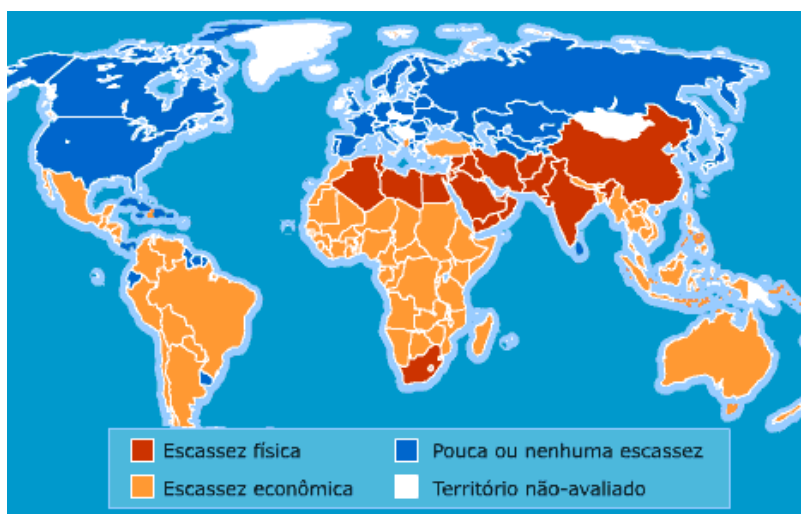 Escassez física
Pouca ou nenhuma escassez
Escassez econômica
Território não-avaliado